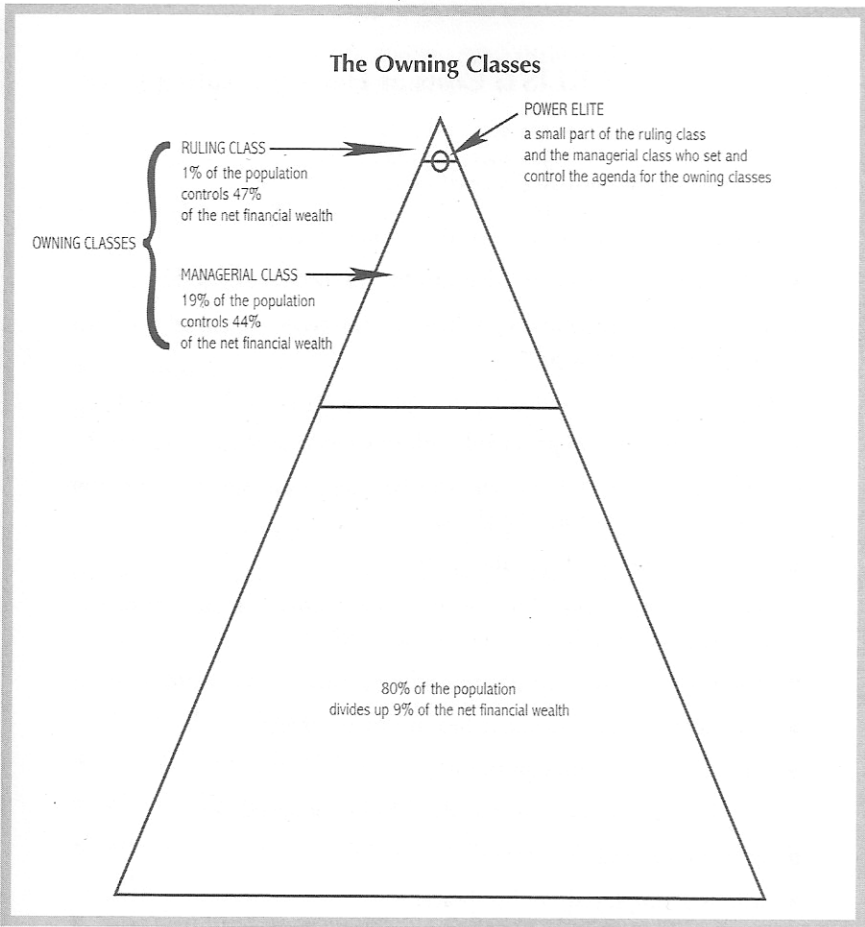 The Owning Classes
POWER ELITE
a small part of the ruling class
and the managerial class who set and
control the agenda for the owning classes
RULING CLASS
1% of the population
controls 47%
of the net financial wealth
OWNING CLASSES
MANAGERIAL CLASS
19% of the population
controls 44%
of the net financial wealth
80% of the population
divides up 9% of the net financial wealth